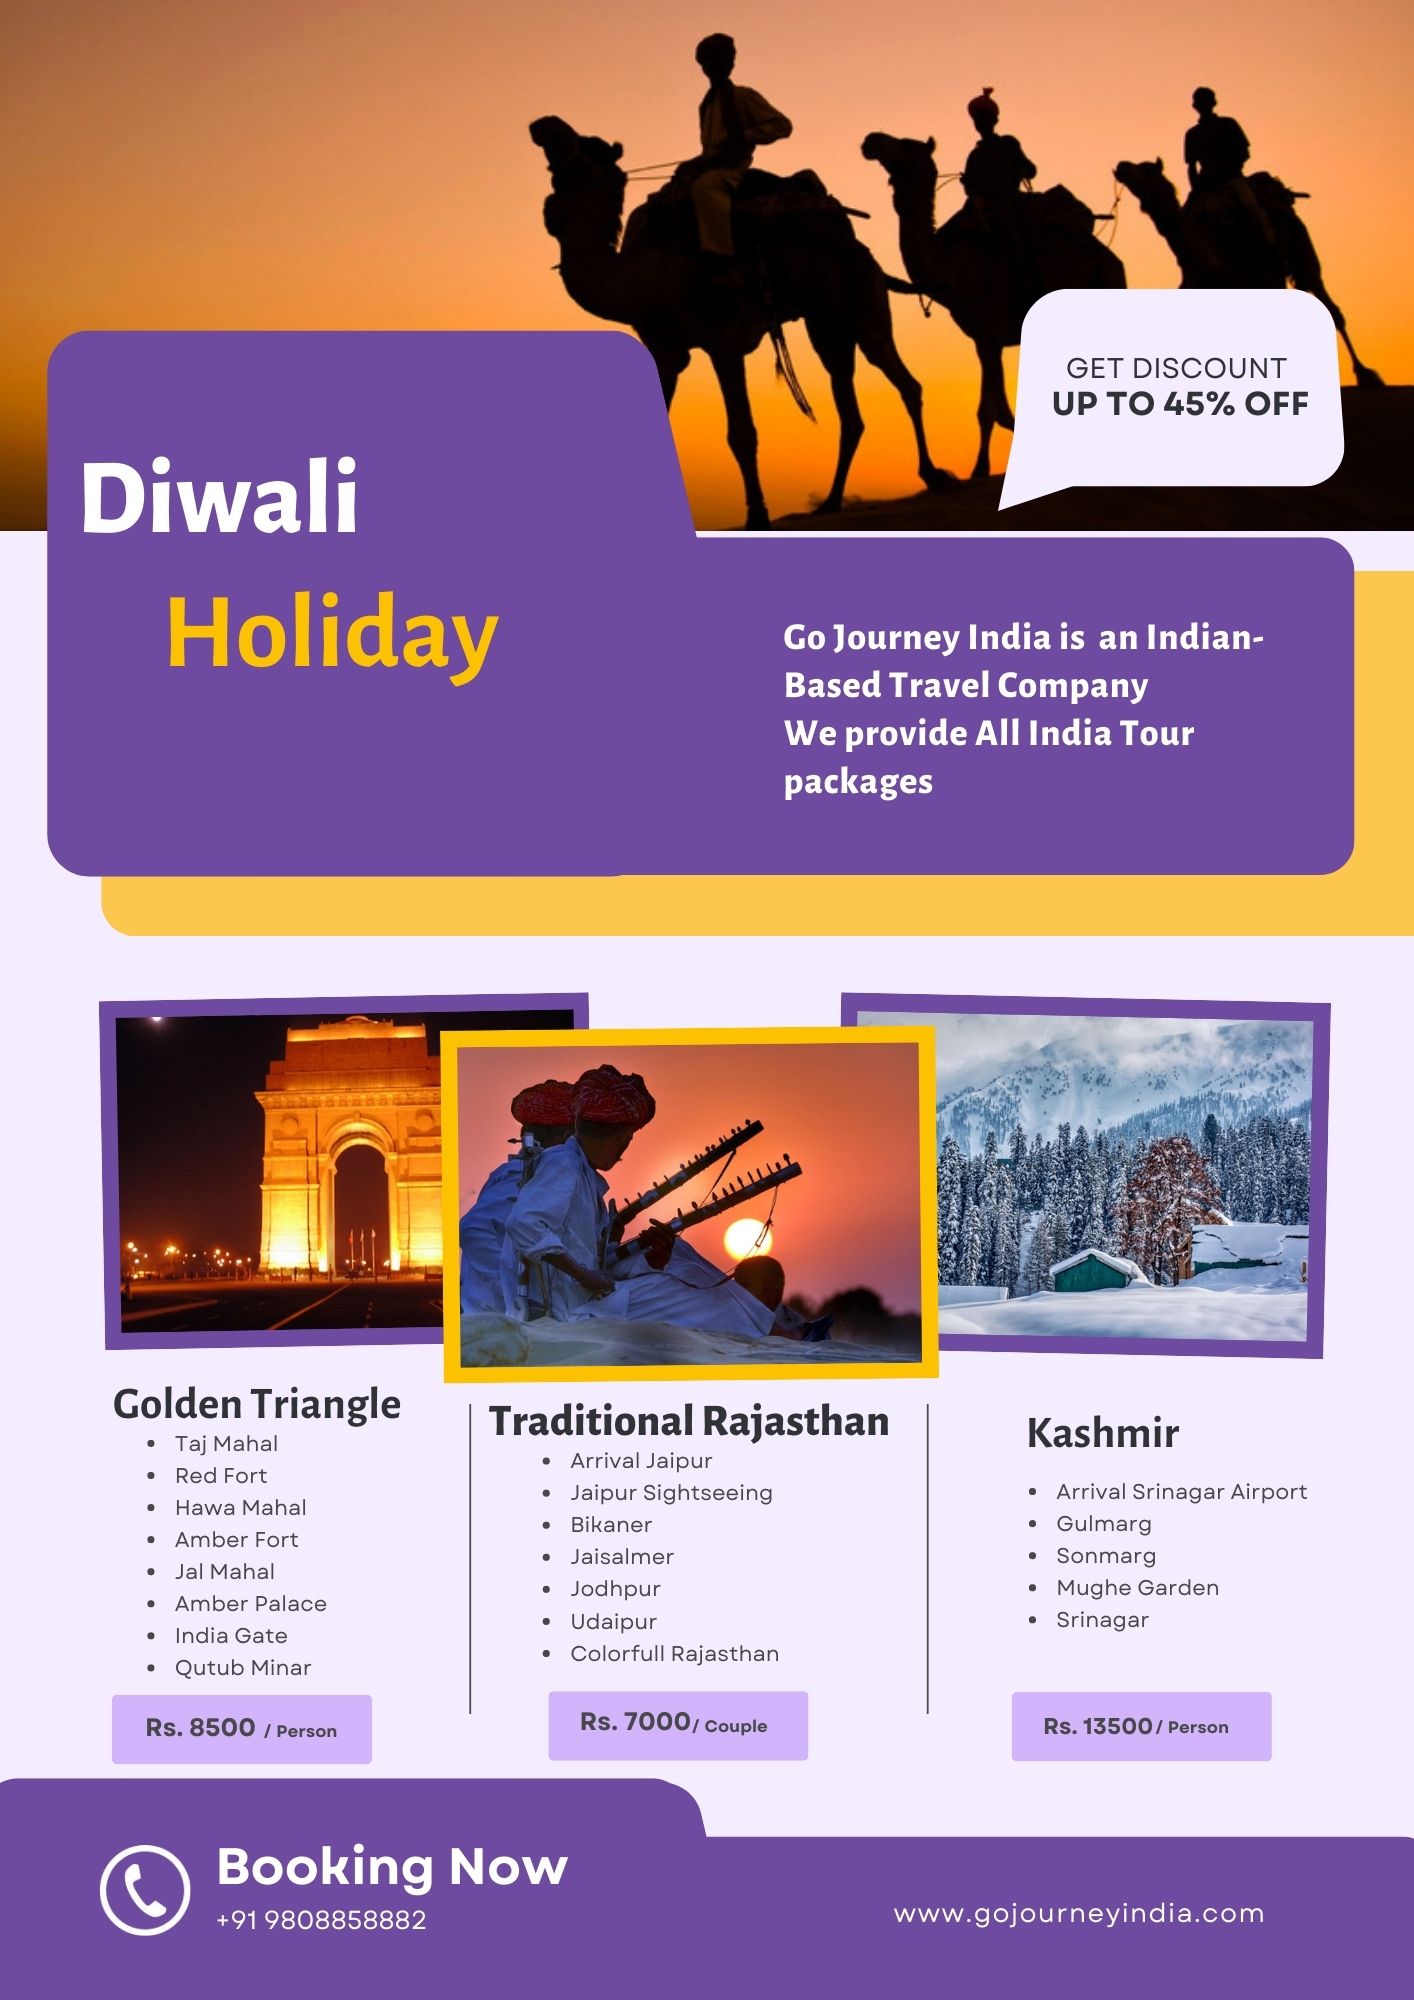 GET DISCOUNT
UP TO 45% OFF
Diwali
Holiday
Go Journey India is an Indian-
Based Travel Company
We provide All India Tour
packages
Golden Triangle
Taj Mahal
Red Fort
Hawa Mahal
Amber Fort
Jal Mahal
Amber Palace
India Gate
Qutub Minar
Rs. 8500 / Person
Traditional Rajasthan
Arrival Jaipur
Jaipur Sightseeing
Bikaner
Jaisalmer
Jodhpur
Udaipur
Colorfull Rajasthan
Rs. 7000/ Couple
Kashmir
Arrival Srinagar Airport
Gulmarg
Sonmarg
Mughe Garden
Srinagar
Rs. 13500/ Person
Booking Now
+91 9808858882
www.gojourneyindia.com